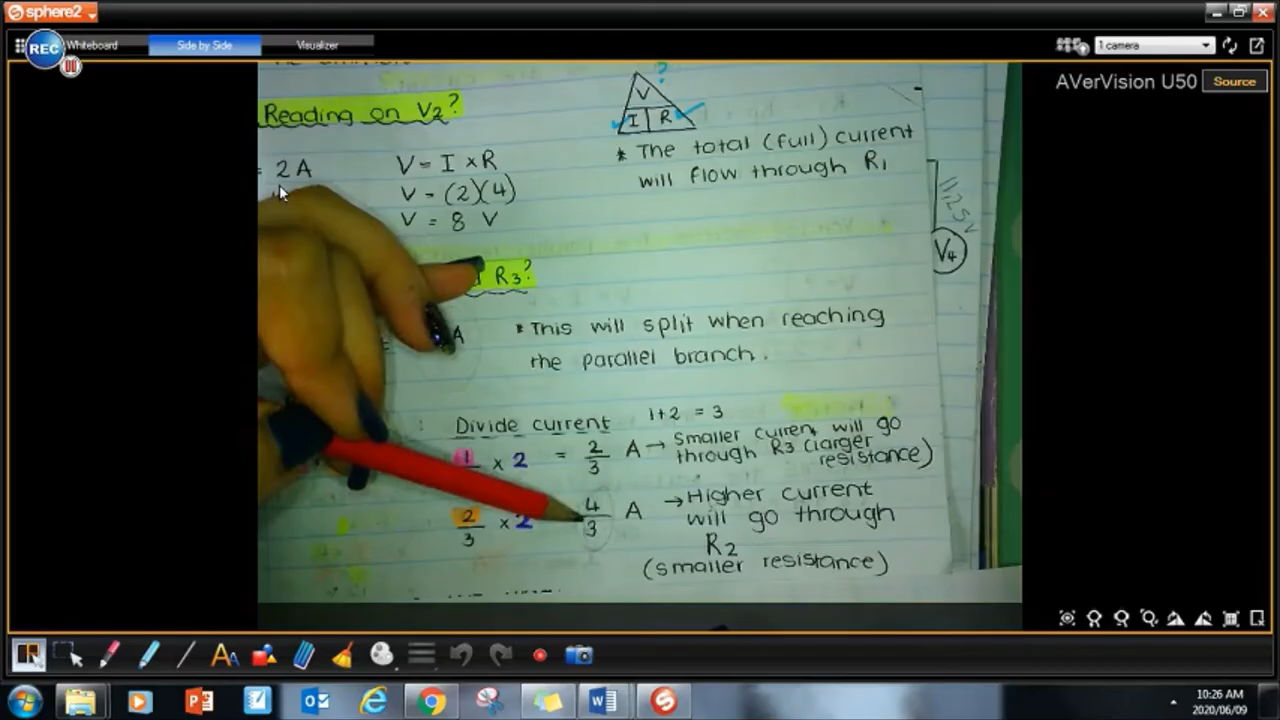 sphere2
REC
Whiteboard
Side by Side
Visualizer
1 camera
AVerVision U50
Source
Reading on V2?
= 2 A
V = I × R
V = (2)(4)
V = 8 V
V
I R
?
* The total (full) current
will flow through R1
11,25V
V4
R3?
= A
* This will split when reaching
the parallel branch.
: Divide current 1+2 = 3
1 × 2 = 2/3 A → Smaller current will go
through R3 (larger
resistance)
2/3 × 2 4/3 A → Higher current
will go through
R2
(smaller resistance)
10:26 AM
2020/06/09